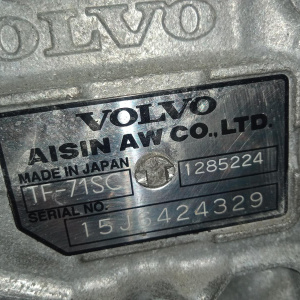 VOLVO
VOLVO
AISIN AW CO., LTD.
MADE IN JAPAN
TF-71SC 1285224
SERIAL NO.
15J6424329